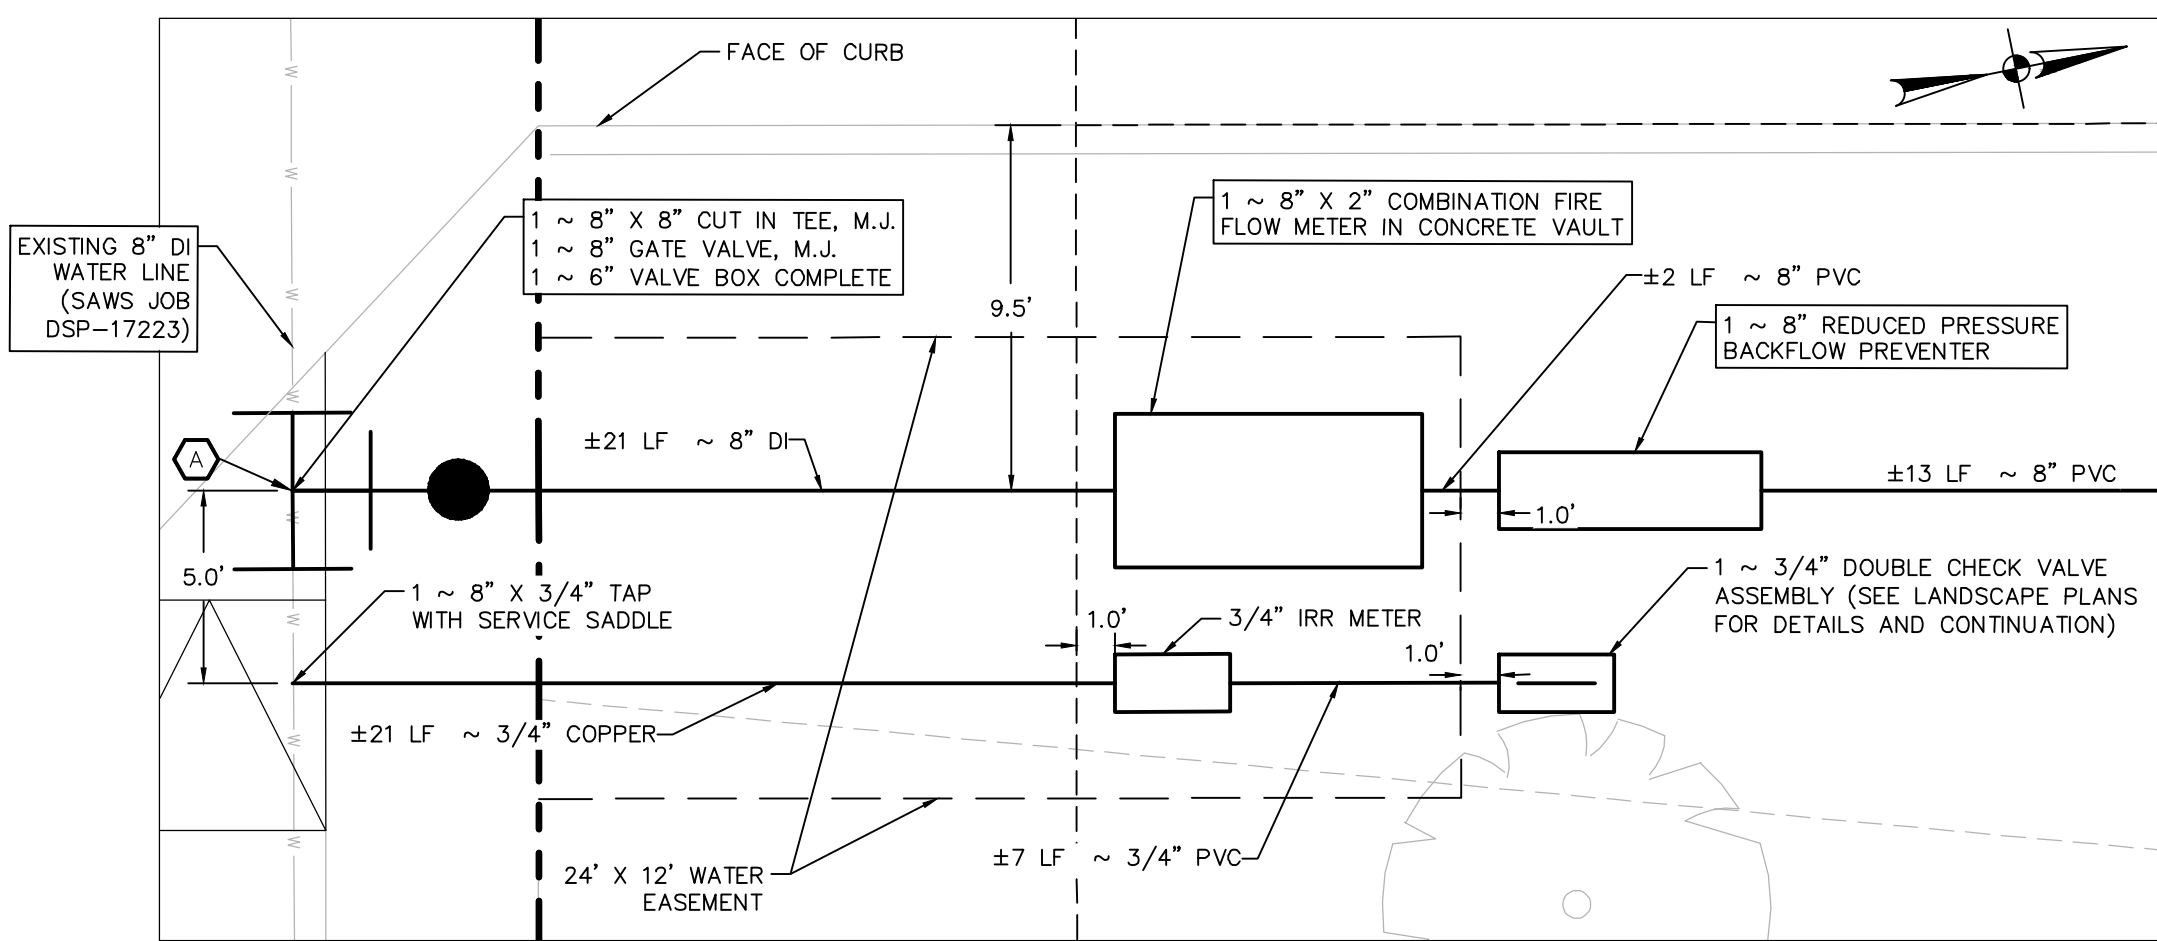 FACE OF CURB
1 ~ 8" X 8" CUT IN TEE, M.J.
1 ~ 8" GATE VALVE, M.J.
1 ~ 6" VALVE BOX COMPLETE
1 ~ 8" X 2" COMBINATION FIRE
FLOW METER IN CONCRETE VAULT
EXISTING 8" DI
WATER LINE
(SAWS JOB
DSP-17223)
9.5'
±2 LF ~ 8" PVC
1 ~ 8" REDUCED PRESSURE
BACKFLOW PREVENTER
±21 LF ~ 8" DI
A
±13 LF ~ 8" PVC
1.0'
5.0'
1 ~ 8" X 3/4" TAP
WITH SERVICE SADDLE
1.0'
3/4" IRR METER
1.0'
1 ~ 3/4" DOUBLE CHECK VALVE
ASSEMBLY (SEE LANDSCAPE PLANS
FOR DETAILS AND CONTINUATION)
±21 LF ~ 3/4" COPPER
±7 LF ~ 3/4" PVC
24' X 12' WATER
EASEMENT
W
W
W
W
W
W
W
W